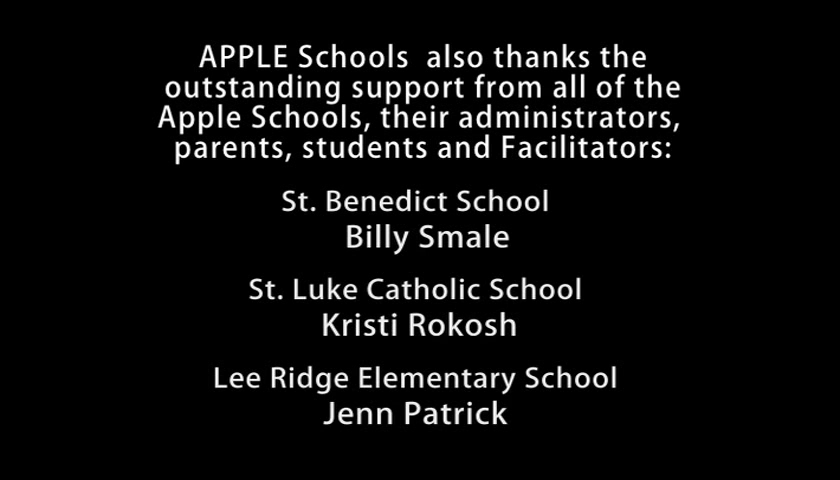 APPLE Schools also thanks the
outstanding support from all of the
Apple Schools, their administrators,
parents, students and Facilitators:
St. Benedict School
Billy Smale
St. Luke Catholic School
Kristi Rokosh
Lee Ridge Elementary School
Jenn Patrick